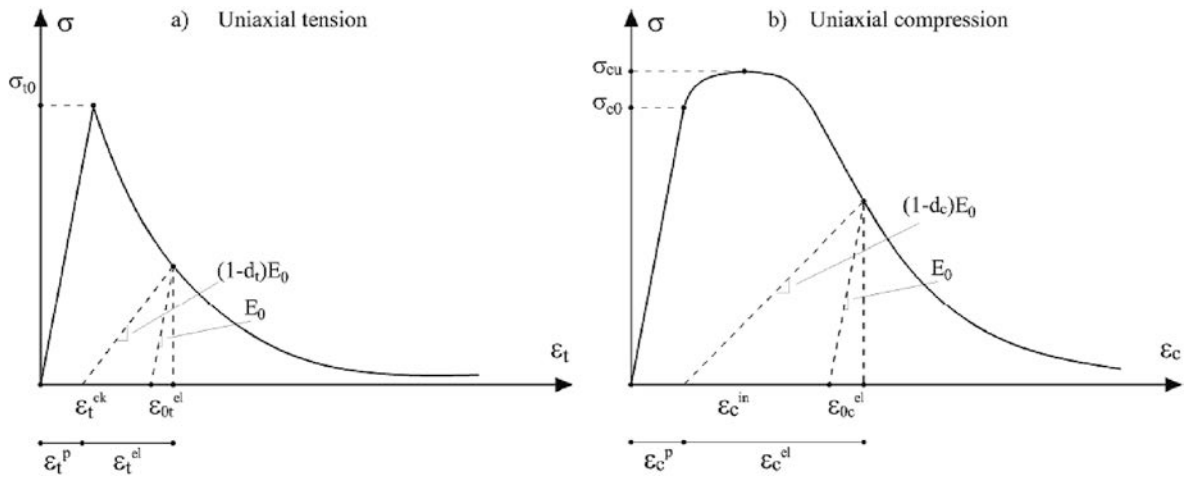 a) Uniaxial tension
σ
σₜ₀
(1-dₜ)E₀
E₀
εₜ
εₜᶜᵏ
ε₀ₜᵉˡ
εₜᵖ
εₜᵉˡ
b) Uniaxial compression
σ
σcu
σc0
(1-dc)E₀
E₀
εc
εcⁱⁿ
ε0cᵉˡ
εcᵖ
εcᵉˡ